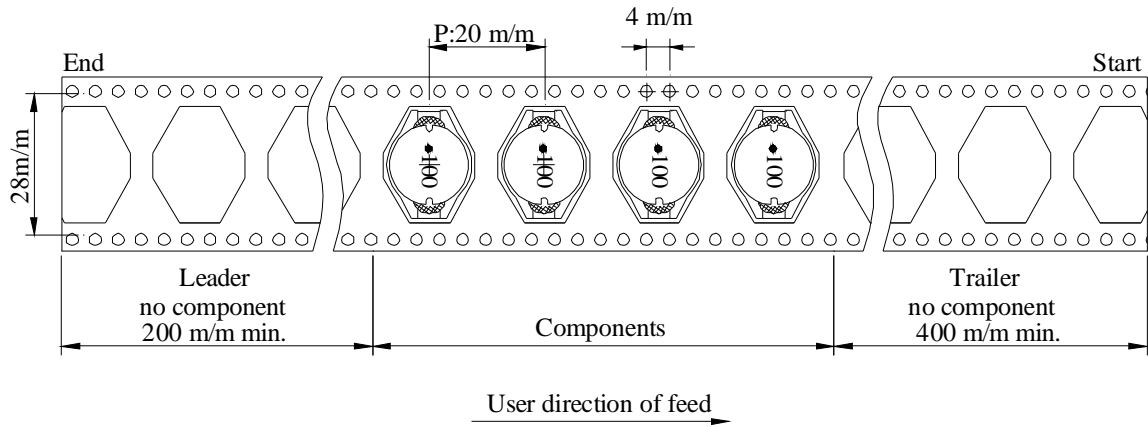 4 m/m
P:20 m/m
End
Start
28m/m
100
100
100
100
Leader
no component
200 m/m min.
Components
Trailer
no component
400 m/m min.
User direction of feed